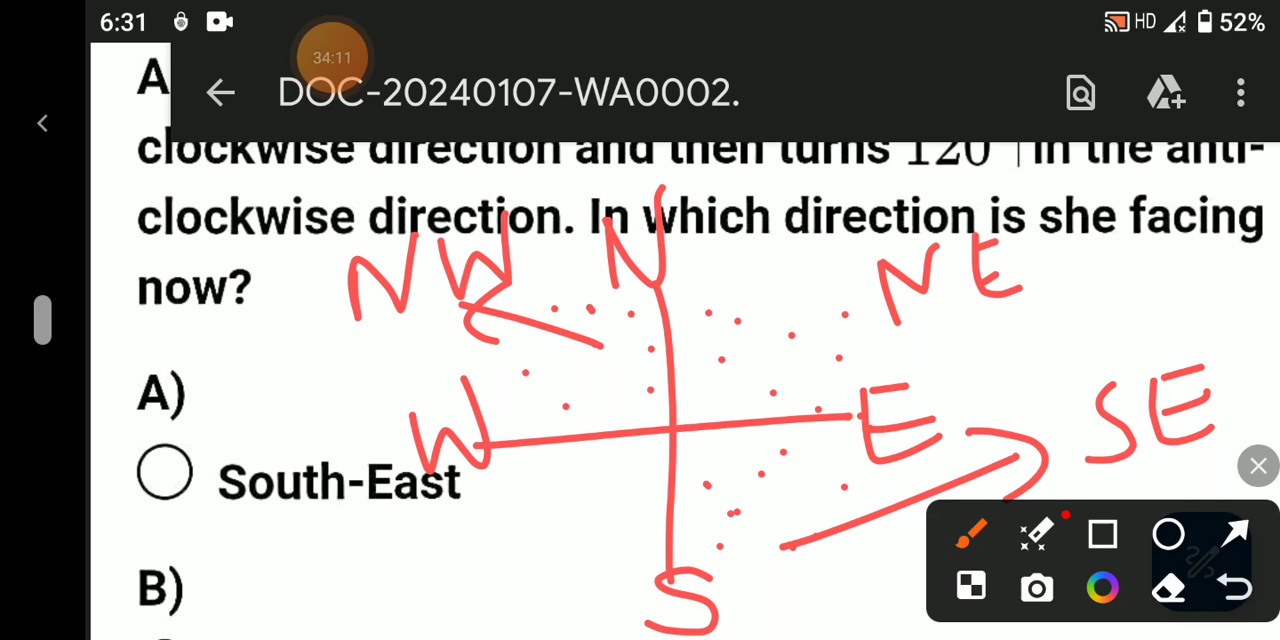 6:31 HD 52%
34:11
DOC-20240107-WA0002.
A
clockwise direction and then turns 120 in the anti-
clockwise direction. In which direction is she facing
now?
NW N NE
A)
W E SE
South-East
B)
S